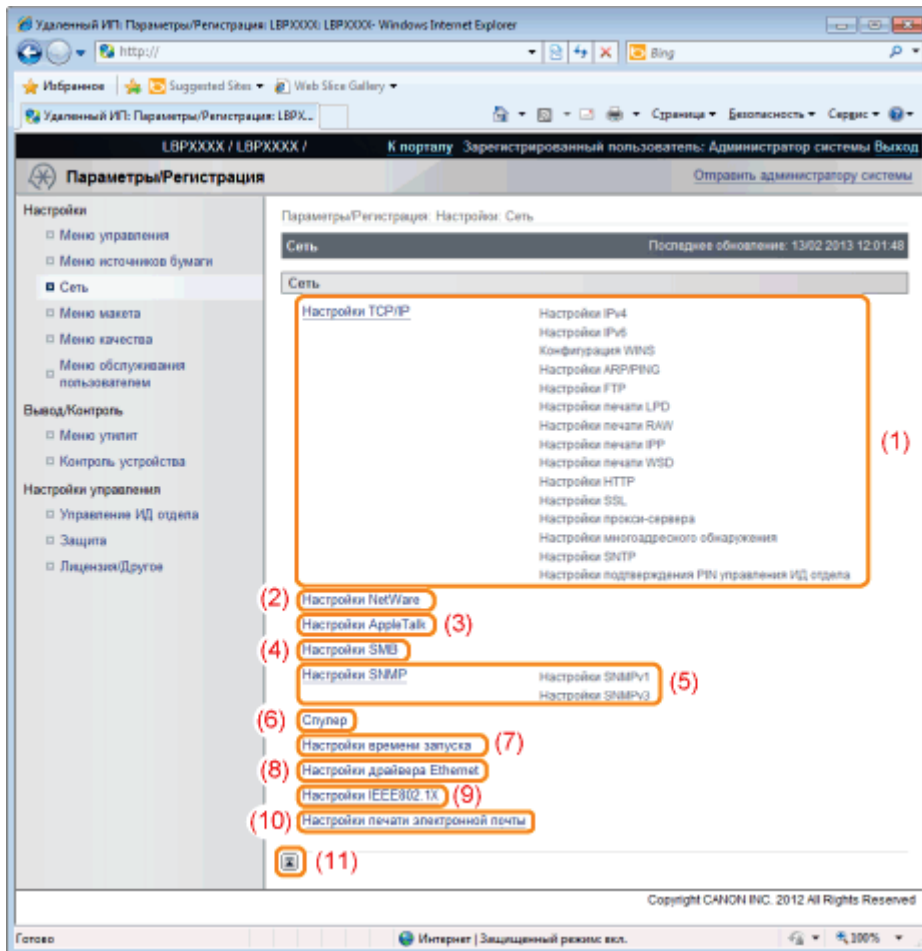 Удаленный ИП: Параметры/Регистрация: LBPXXXX: LBPXXXX- Windows Internet Explorer
http://
Bing
Избранное Suggested Sites Web Slice Gallery
Удаленный ИП: Параметры/Регистрация: LBPX... Страница Безопасность Сервис
LBPXXXX / LBPXXXX / К порталу Зарегистрированный пользователь: Администратор системы Выход
Параметры/Регистрация Отправить администратору системы
Настройки
Меню управления
Меню источников бумаги
Сеть
Меню макета
Меню качества
Меню обслуживания
пользователем
Вывод/Контроль
Меню утилит
Контроль устройства
Настройки управления
Управление ИД отдела
Защита
Лицензия/Другое
Параметры/Регистрация: Настройки: Сеть
Сеть Последнее обновление: 13/02 2013 12:01:48
Сеть
Настройки TCP/IP
Настройки IPv4
Настройки IPv6
Конфигурация WINS
Настройки ARP/PING
Настройки FTP
Настройки печати LPD
Настройки печати RAW
Настройки печати IPP
Настройки печати WSD
Настройки HTTP
Настройки SSL
Настройки прокси-сервера
Настройки многоадресного обнаружения
Настройки SNTP
Настройки подтверждения PIN управления ИД отдела
(1)
(2) Настройки NetWare
Настройки AppleTalk (3)
(4) Настройки SMB
Настройки SNMP Настройки SNMPv1
Настройки SNMPv3
(5)
(6) Спулер
Настройки времени запуска (7)
(8) Настройки драйвера Ethernet
Настройки IEEE802.1X (9)
(10) Настройки печати электронной почты
(11)
Copyright CANON INC. 2012 All Rights Reserved
Готово Интернет | Защищенный режим: вкл. 100%